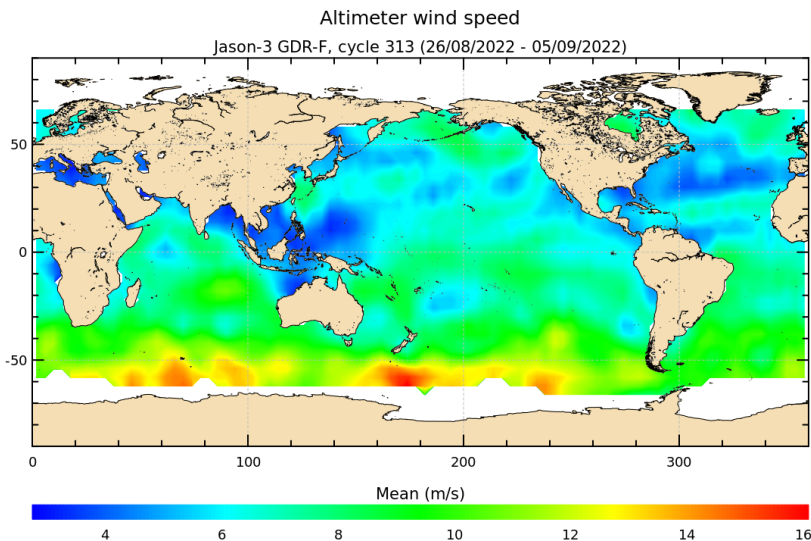 Altimeter wind speed
Jason-3 GDR-F, cycle 313 (26/08/2022 - 05/09/2022)
50
0
-50
0 100 200 300
Mean (m/s)
4 6 8 10 12 14 16